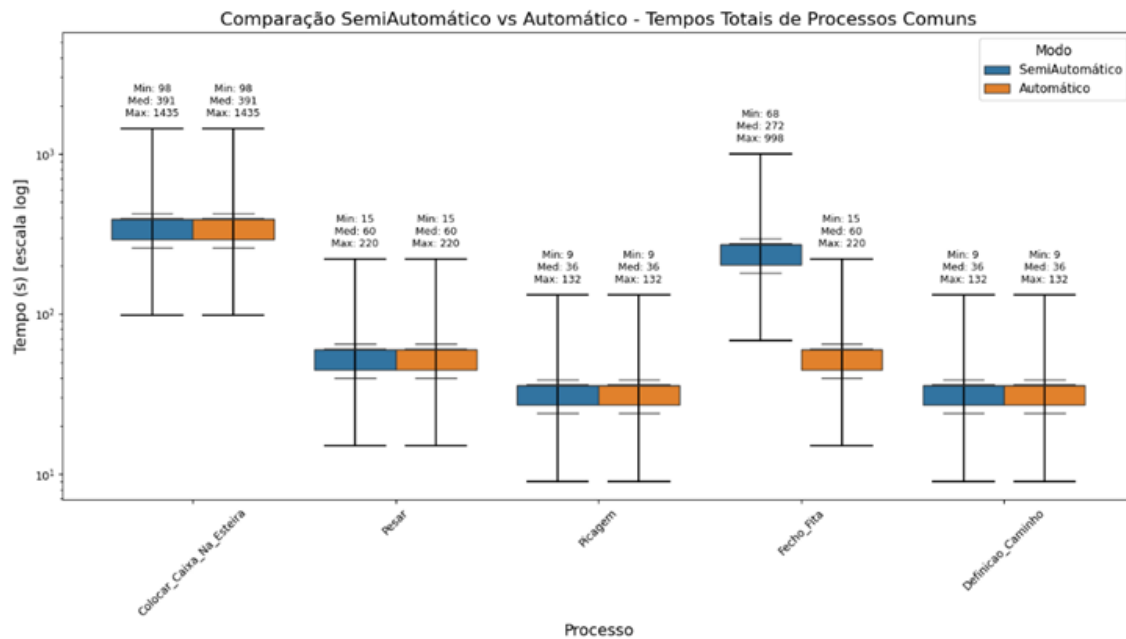 Comparação SemiAutomático vs Automático - Tempos Totais de Processos Comuns
Modo
SemiAutomático
Automático
Min: 98
Med: 391
Max: 1435
Min: 98
Med: 391
Max: 1435
Min: 15
Med: 60
Max: 220
Min: 15
Med: 60
Max: 220
Min: 9
Med: 36
Max: 132
Min: 9
Med: 36
Max: 132
Min: 68
Med: 272
Max: 998
Min: 15
Med: 60
Max: 220
Min: 9
Med: 36
Max: 132
Min: 9
Med: 36
Max: 132
Tempo (s) [escala log]
10³
10²
10¹
Colocar_Caixa_Na_Esteira
Pesar
Picagem
Fecho_Fita
Definicao_Caminho
Processo